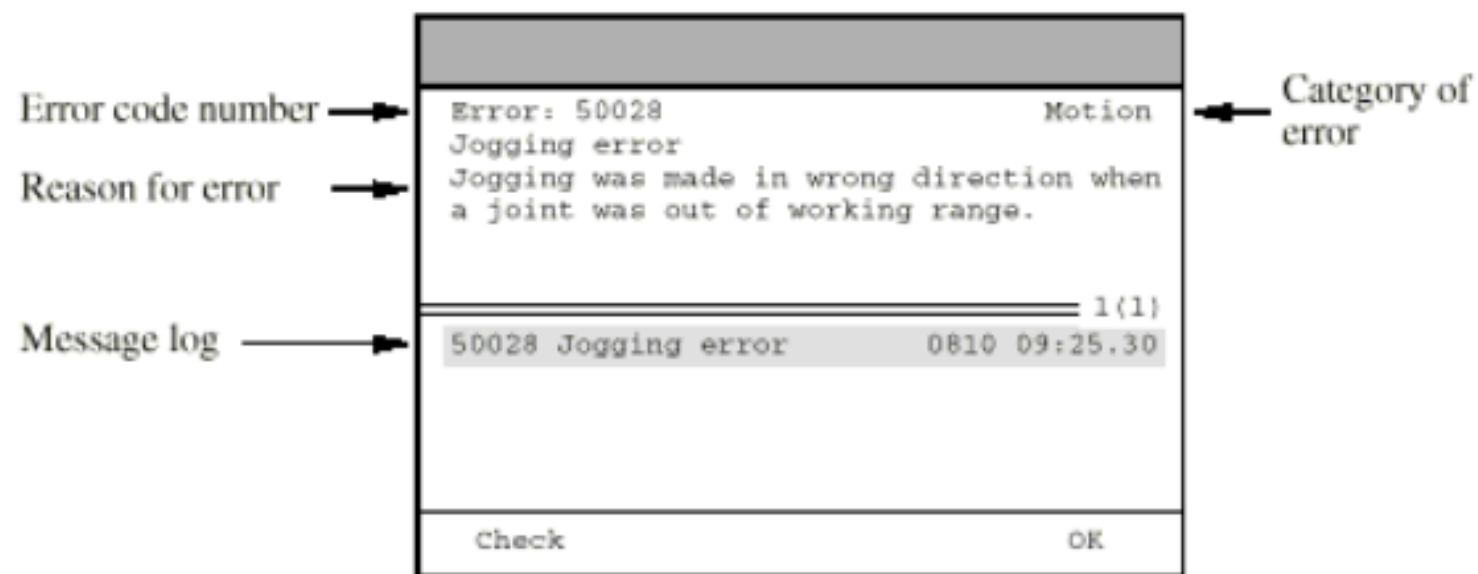 Error code number
Error: 50028 Motion
Category of
error
Jogging error
Reason for error
Jogging was made in wrong direction when
a joint was out of working range.
1(1)
Message log
50028 Jogging error 0810 09:25.30
Check OK